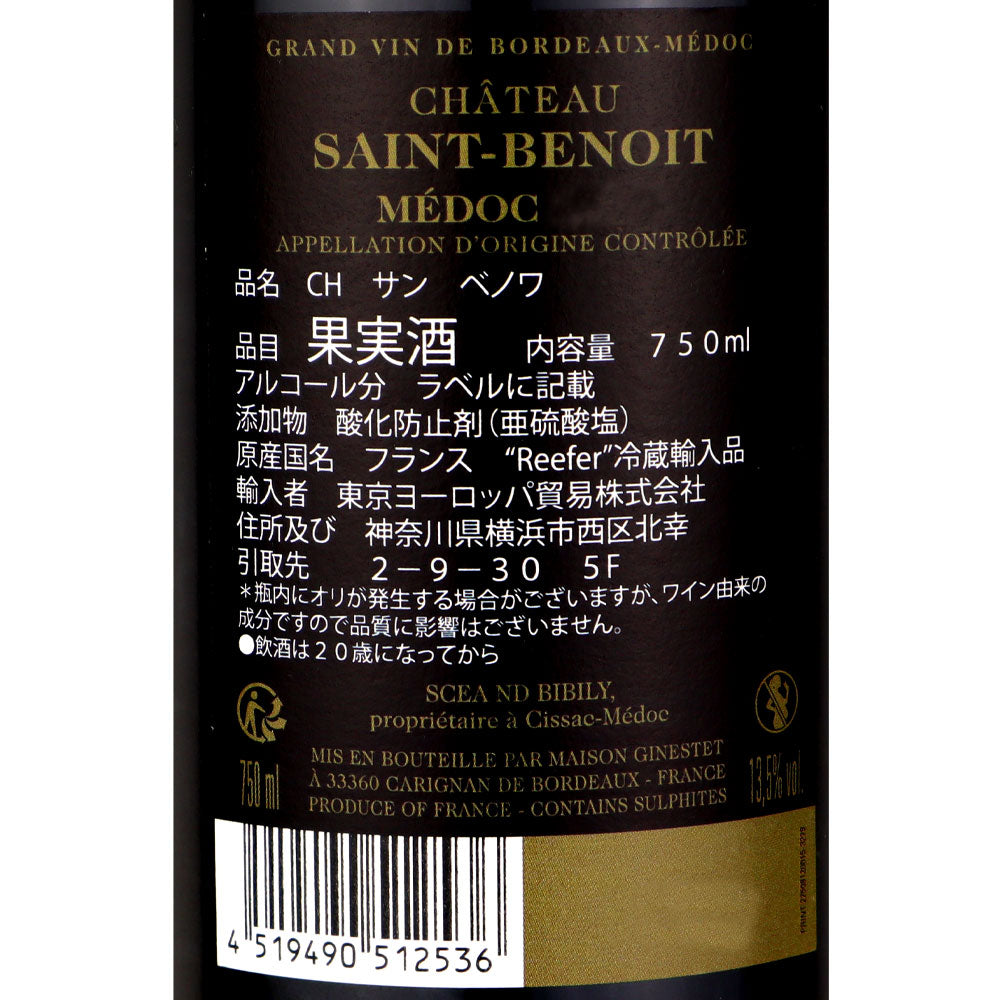 GRAND VIN DE BORDEAUX-MÉDOC
CHÂTEAU
SAINT-BENOIT
MÉDOC
APPELLATION D'ORIGINE CONTRÔLÉE
品名 CH サン ベノワ
品目 果実酒 内容量 750ml
アルコール分 ラベルに記載
添加物 酸化防止剤(亜硫酸塩)
原産国名 フランス “Reefer”冷蔵輸入品
輸入者 東京ヨーロッパ貿易株式会社
住所及び 神奈川県横浜市西区北幸
引取先 2-9-30 5F
*瓶内にオリが発生する場合がございますが、ワイン由来の
成分ですので品質に影響はございません。
●飲酒は20歳になってから
SCEA ND BIBILY,
propriétaire à Cissac-Médoc
MIS EN BOUTEILLE PAR MAISON GINESTET
À 33360 CARIGNAN DE BORDEAUX - FRANCE
PRODUCE OF FRANCE - CONTAINS SULPHITES
750 ml
13,5% vol.
4 519490 512536